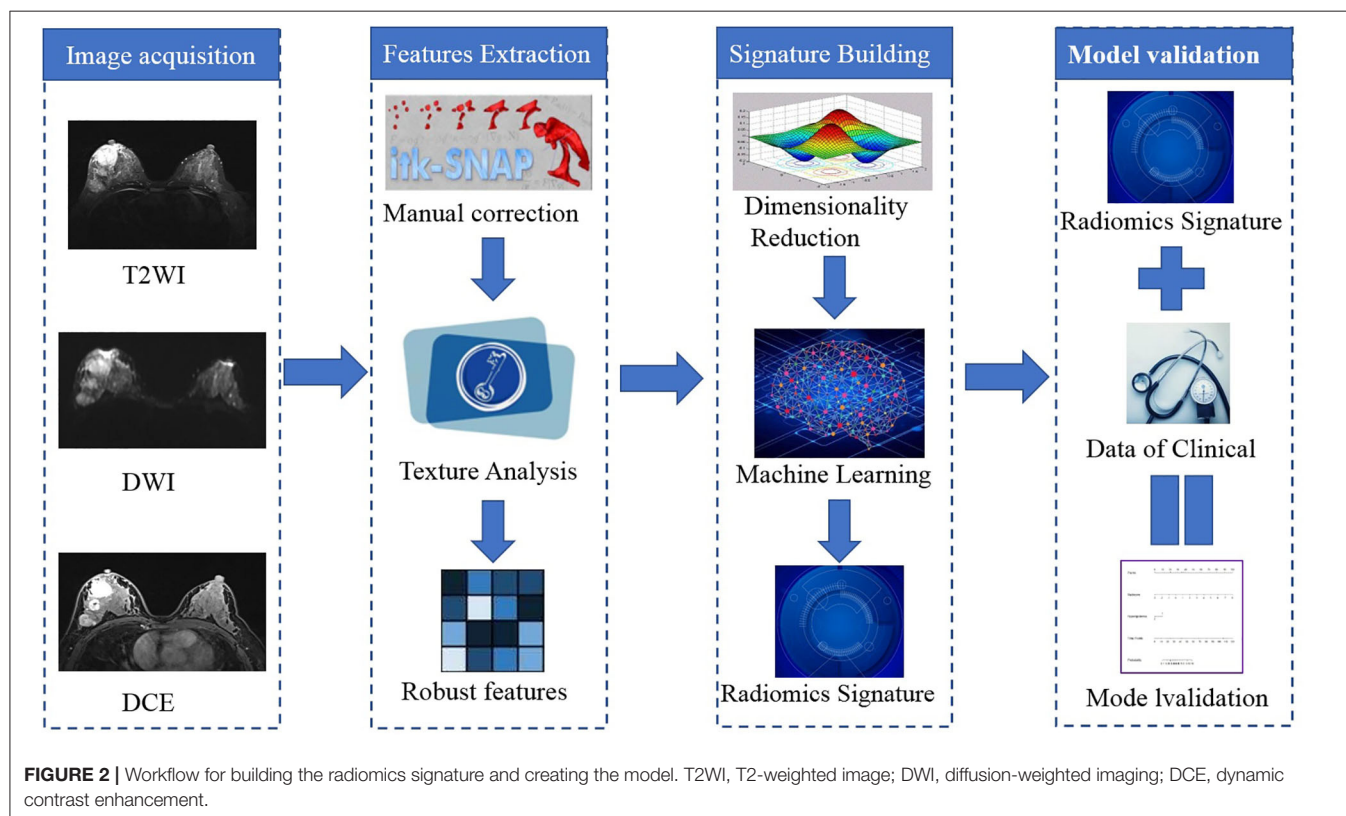 Image acquisition
T2WI
DWI
DCE
Features Extraction
itk-SNAP
Manual correction
Texture Analysis
Robust features
Signature Building
Dimensionality
Reduction
Machine Learning
Radiomics Signature
Model validation
Radiomics Signature
Data of Clinical
Mode lvalidation
FIGURE 2 | Workflow for building the radiomics signature and creating the model. T2WI, T2-weighted image; DWI, diffusion-weighted imaging; DCE, dynamic
contrast enhancement.